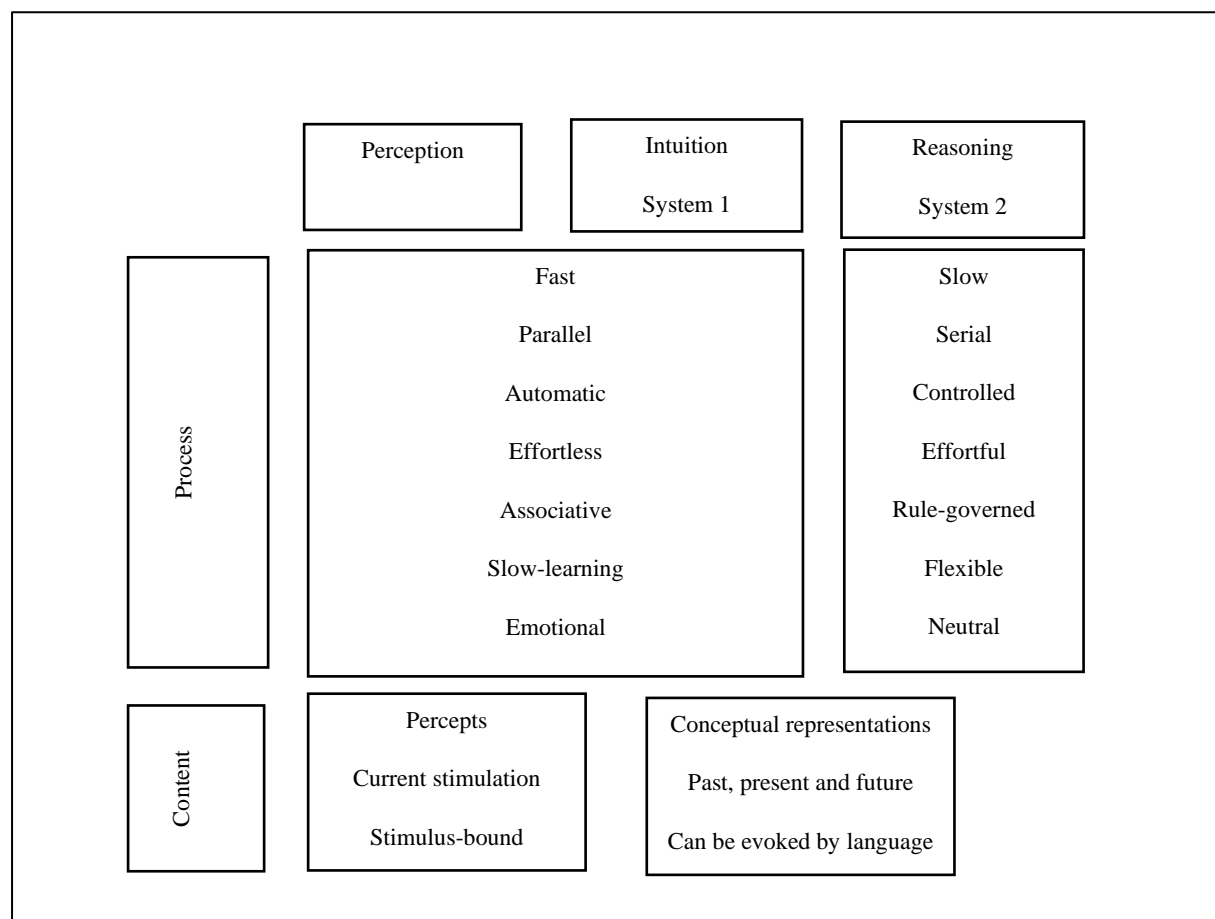 Perception
Intuition
System 1
Reasoning
System 2
Process
Fast
Parallel
Automatic
Effortless
Associative
Slow-learning
Emotional
Slow
Serial
Controlled
Effortful
Rule-governed
Flexible
Neutral
Content
Percepts
Current stimulation
Stimulus-bound
Conceptual representations
Past, present and future
Can be evoked by language